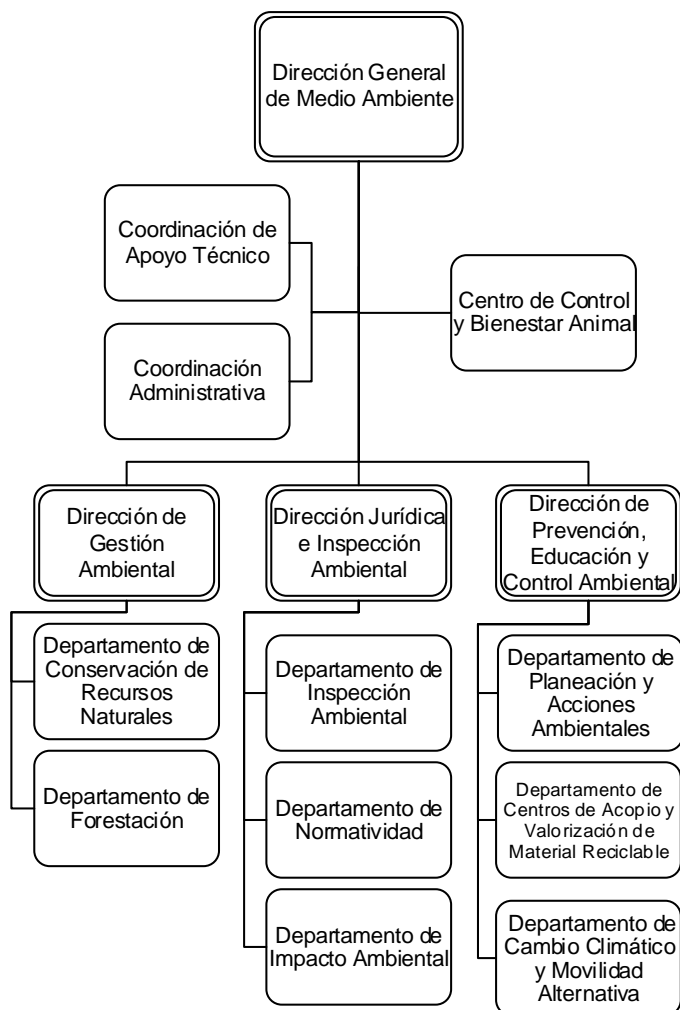 Dirección General
de Medio Ambiente
Coordinación de
Apoyo Técnico
Centro de Control
y Bienestar Animal
Coordinación
Administrativa
Dirección de
Gestión
Ambiental
Dirección Jurídica
e Inspección
Ambiental
Dirección de
Prevención,
Educación y
Control Ambiental
Departamento de
Conservación de
Recursos
Naturales
Departamento de
Forestación
Departamento de
Inspección
Ambiental
Departamento de
Normatividad
Departamento de
Impacto Ambiental
Departamento de
Planeación y
Acciones
Ambientales
Departamento de
Centros de Acopio y
Valorización de
Material Reciclable
Departamento de
Cambio Climático
y Movilidad
Alternativa